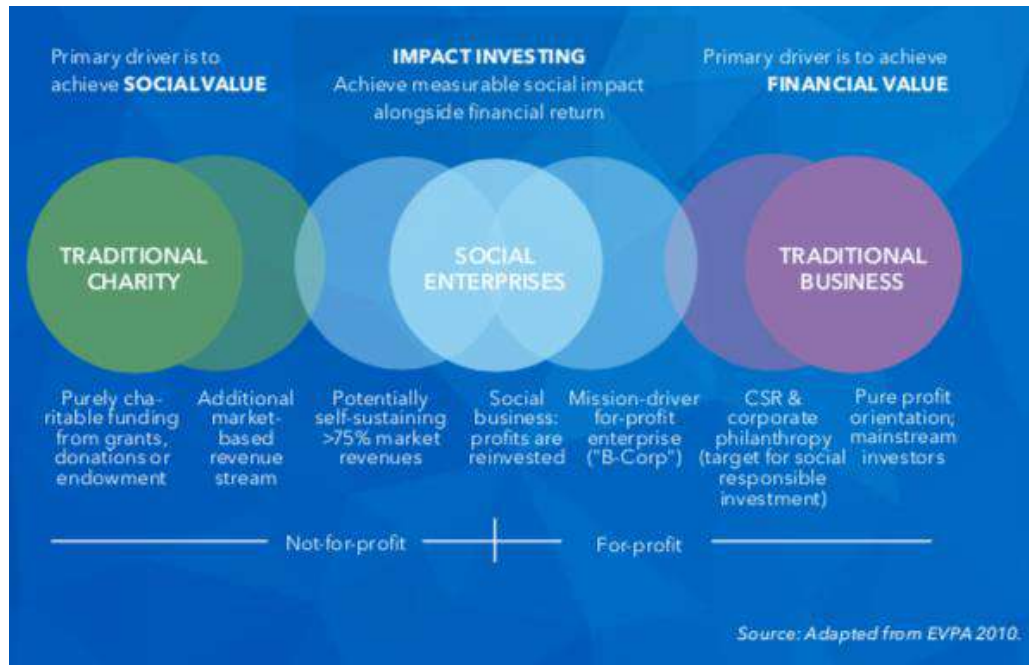 Primary driver is to
achieve SOCIAL VALUE
IMPACT INVESTING
Achieve measurable social impact
alongside financial return
Primary driver is to achieve
FINANCIAL VALUE
TRADITIONAL
CHARITY
SOCIAL
ENTERPRISES
TRADITIONAL
BUSINESS
Purely cha-
ritable funding
from grants,
donations or
endowment
Additional
market-
based
revenue
stream
Potentially
self-sustaining
>75% market
revenues
Social
business:
profits are
reinvested
Mission-driver
for-profit
enterprise
("B-Corp")
CSR &
corporate
philanthropy
(target for social
responsible
investment)
Pure profit
orientation;
mainstream
investors
Not-for-profit
For-profit
Source: Adapted from EVPA 2010.